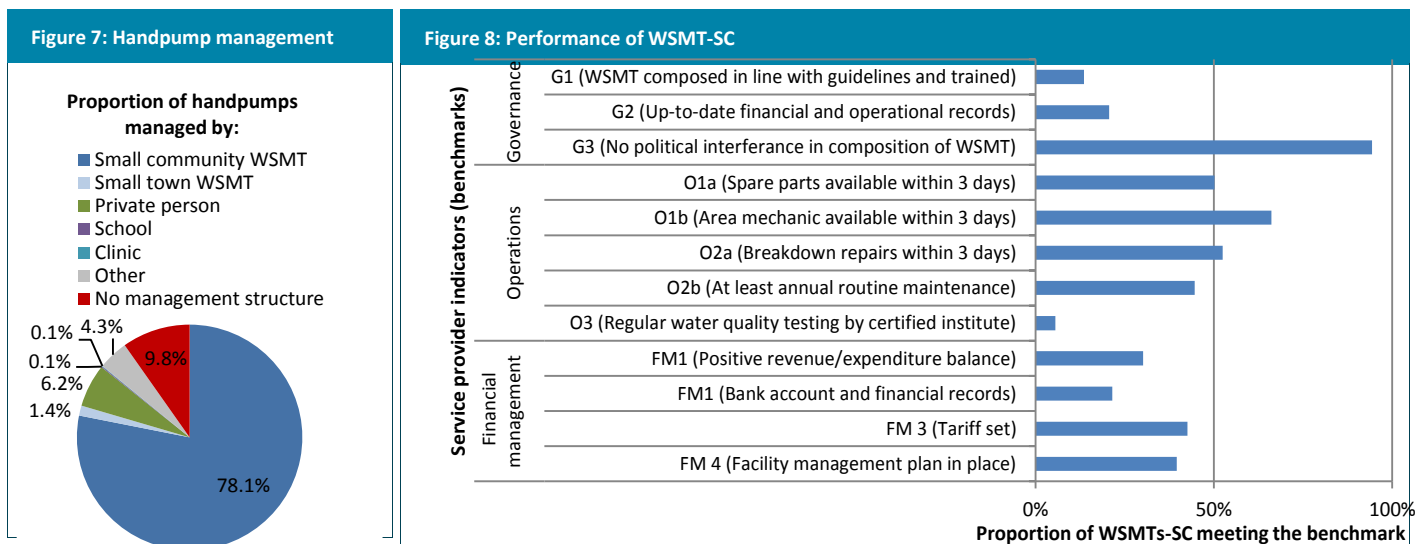 Figure 7: Handpump management
Proportion of handpumps
managed by:
Small community WSMT
Small town WSMT
Private person
School
Clinic
Other
No management structure
0.1%
4.3%
9.8%
0.1%
6.2%
1.4%
78.1%
Figure 8: Performance of WSMT-SC
Service provider indicators (benchmarks)
Governance
G1 (WSMT composed in line with guidelines and trained)
G2 (Up-to-date financial and operational records)
G3 (No political interferance in composition of WSMT)
Operations
O1a (Spare parts available within 3 days)
O1b (Area mechanic available within 3 days)
O2a (Breakdown repairs within 3 days)
O2b (At least annual routine maintenance)
O3 (Regular water quality testing by certified institute)
Financial
management
FM1 (Positive revenue/expenditure balance)
FM1 (Bank account and financial records)
FM 3 (Tariff set)
FM 4 (Facility management plan in place)
0%
50%
100%
Proportion of WSMTs-SC meeting the benchmark